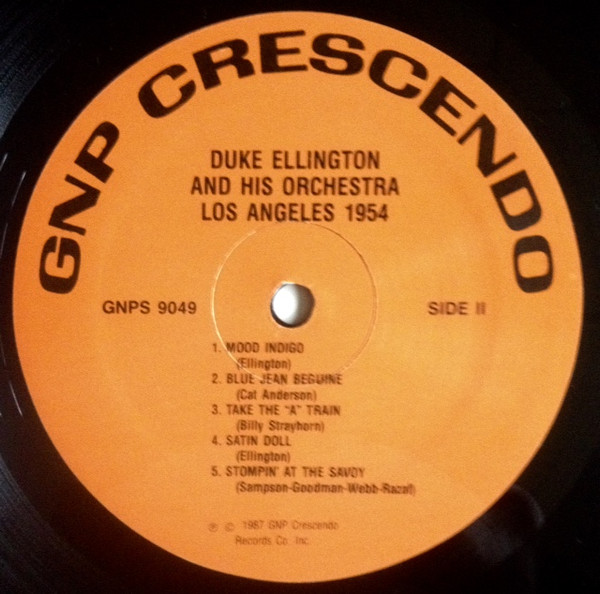 GNP CRESCENDO
DUKE ELLINGTON
AND HIS ORCHESTRA
LOS ANGELES 1954
GNPS 9049
SIDE II
1. MOOD INDIGO
(Ellington)
2. BLUE JEAN BEGUINE
(Cat Anderson)
3. TAKE THE "A" TRAIN
(Billy Strayhorn)
4. SATIN DOLL
(Ellington)
5. STOMPIN' AT THE SAVOY
(Sampson-Goodman-Webb-Razaf)
℗ © 1987 GNP Crescendo
Records Co. Inc.